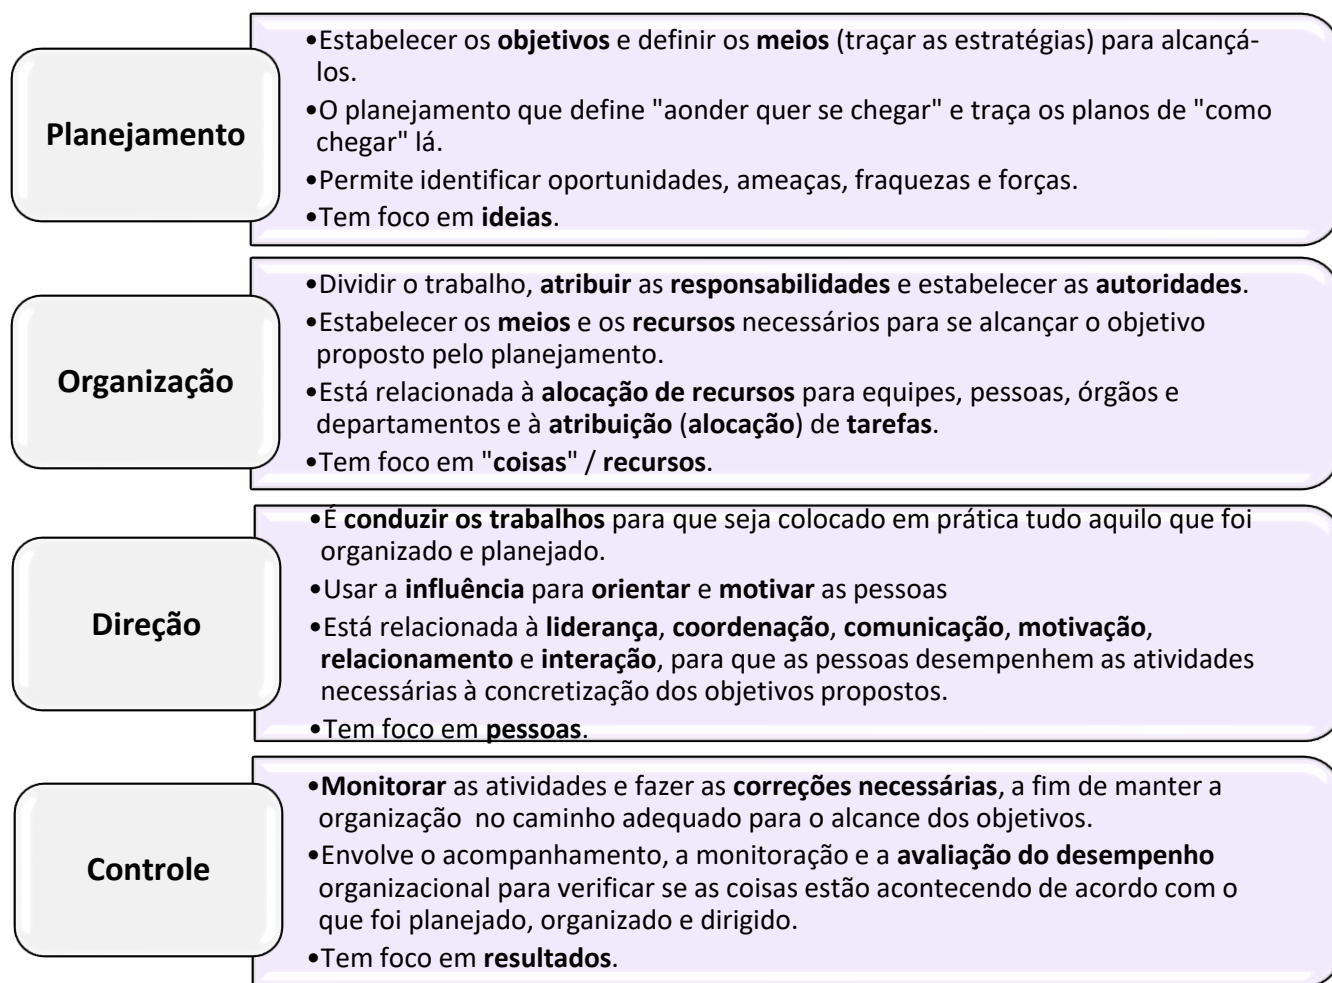 Planejamento
•Estabelecer os objetivos e definir os meios (traçar as estratégias) para alcançá-
los.
•O planejamento que define "aonder quer se chegar" e traça os planos de "como
chegar" lá.
•Permite identificar oportunidades, ameaças, fraquezas e forças.
•Tem foco em ideias.
Organização
•Dividir o trabalho, atribuir as responsabilidades e estabelecer as autoridades.
•Estabelecer os meios e os recursos necessários para se alcançar o objetivo
proposto pelo planejamento.
•Está relacionada à alocação de recursos para equipes, pessoas, órgãos e
departamentos e à atribuição (alocação) de tarefas.
•Tem foco em "coisas" / recursos.
Direção
•É conduzir os trabalhos para que seja colocado em prática tudo aquilo que foi
organizado e planejado.
•Usar a influência para orientar e motivar as pessoas
•Está relacionada à liderança, coordenação, comunicação, motivação,
relacionamento e interação, para que as pessoas desempenhem as atividades
necessárias à concretização dos objetivos propostos.
•Tem foco em pessoas.
Controle
•Monitorar as atividades e fazer as correções necessárias, a fim de manter a
organização no caminho adequado para o alcance dos objetivos.
•Envolve o acompanhamento, a monitoração e a avaliação do desempenho
organizacional para verificar se as coisas estão acontecendo de acordo com o
que foi planejado, organizado e dirigido.
•Tem foco em resultados.